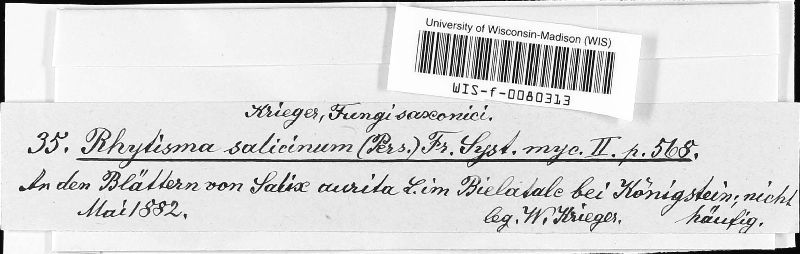 University of Wisconsin-Madison (WIS)
WIS-f-0080313
Krieger, Fungi saxonici.
35. Rhytisma salicinum (Pers.) Fr. Syst. myc. II. p. 568.
An den Blättern von Salix aurita L. im Bielatale bei Königstein; nicht
Mai 1882. leg. W. Krieger. häufig.